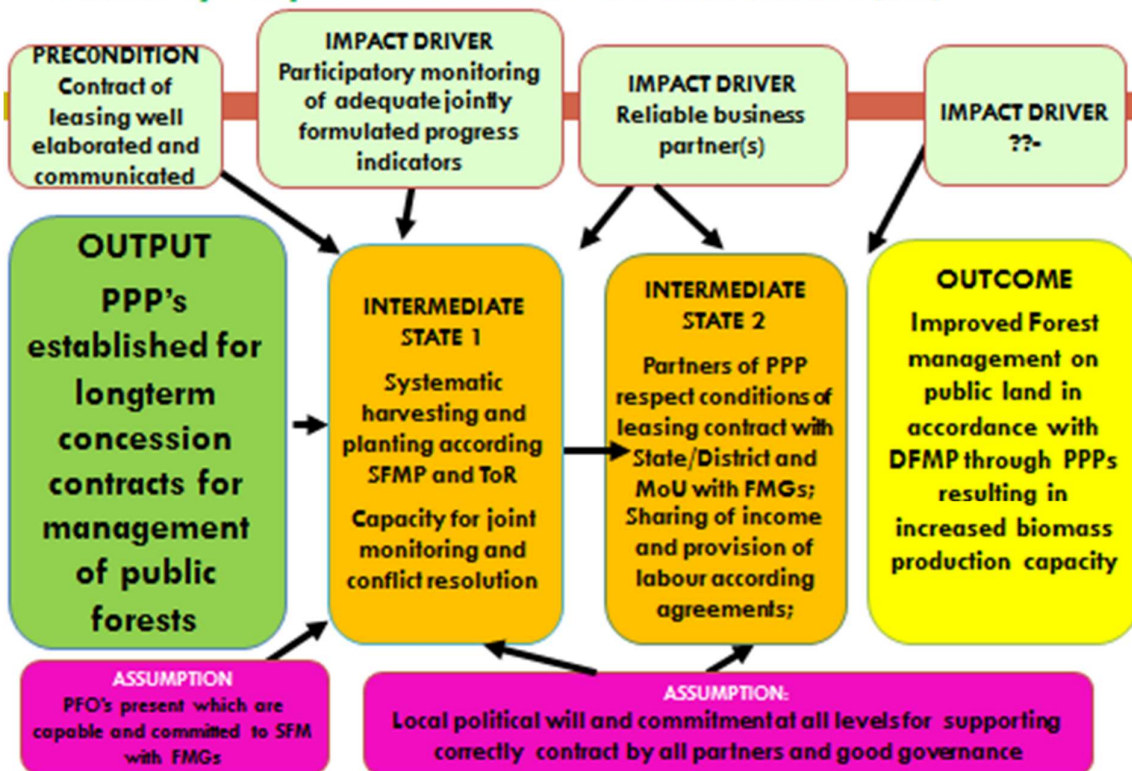 PRECONDITION
Contract of
leasing well
elaborated and
communicated
IMPACT DRIVER
Participatory monitoring
of adequate jointly
formulated progress
indicators
IMPACT DRIVER
Reliable business
partner(s)
IMPACT DRIVER
??-
OUTPUT
PPP's
established for
longterm
concession
contracts for
management
of public
forests
INTERMEDIATE
STATE 1
Systematic
harvesting and
planting according
SFMP and ToR
Capacity for joint
monitoring and
conflict resolution
INTERMEDIATE
STATE 2
Partners of PPP
respect conditions of
leasing contract with
State/District and
MoU with FMGs;
Sharing of income
and provision of
labour according
agreements;
OUTCOME
Improved Forest
management on
public land in
accordance with
DFMP through PPPs
resulting in
increased biomass
production capacity
ASSUMPTION
PFO's present which are
capable and committed to SFM
with FMGs
ASSUMPTION:
Local political will and commitment at all levels for supporting
correctly contract by all partners and good governance